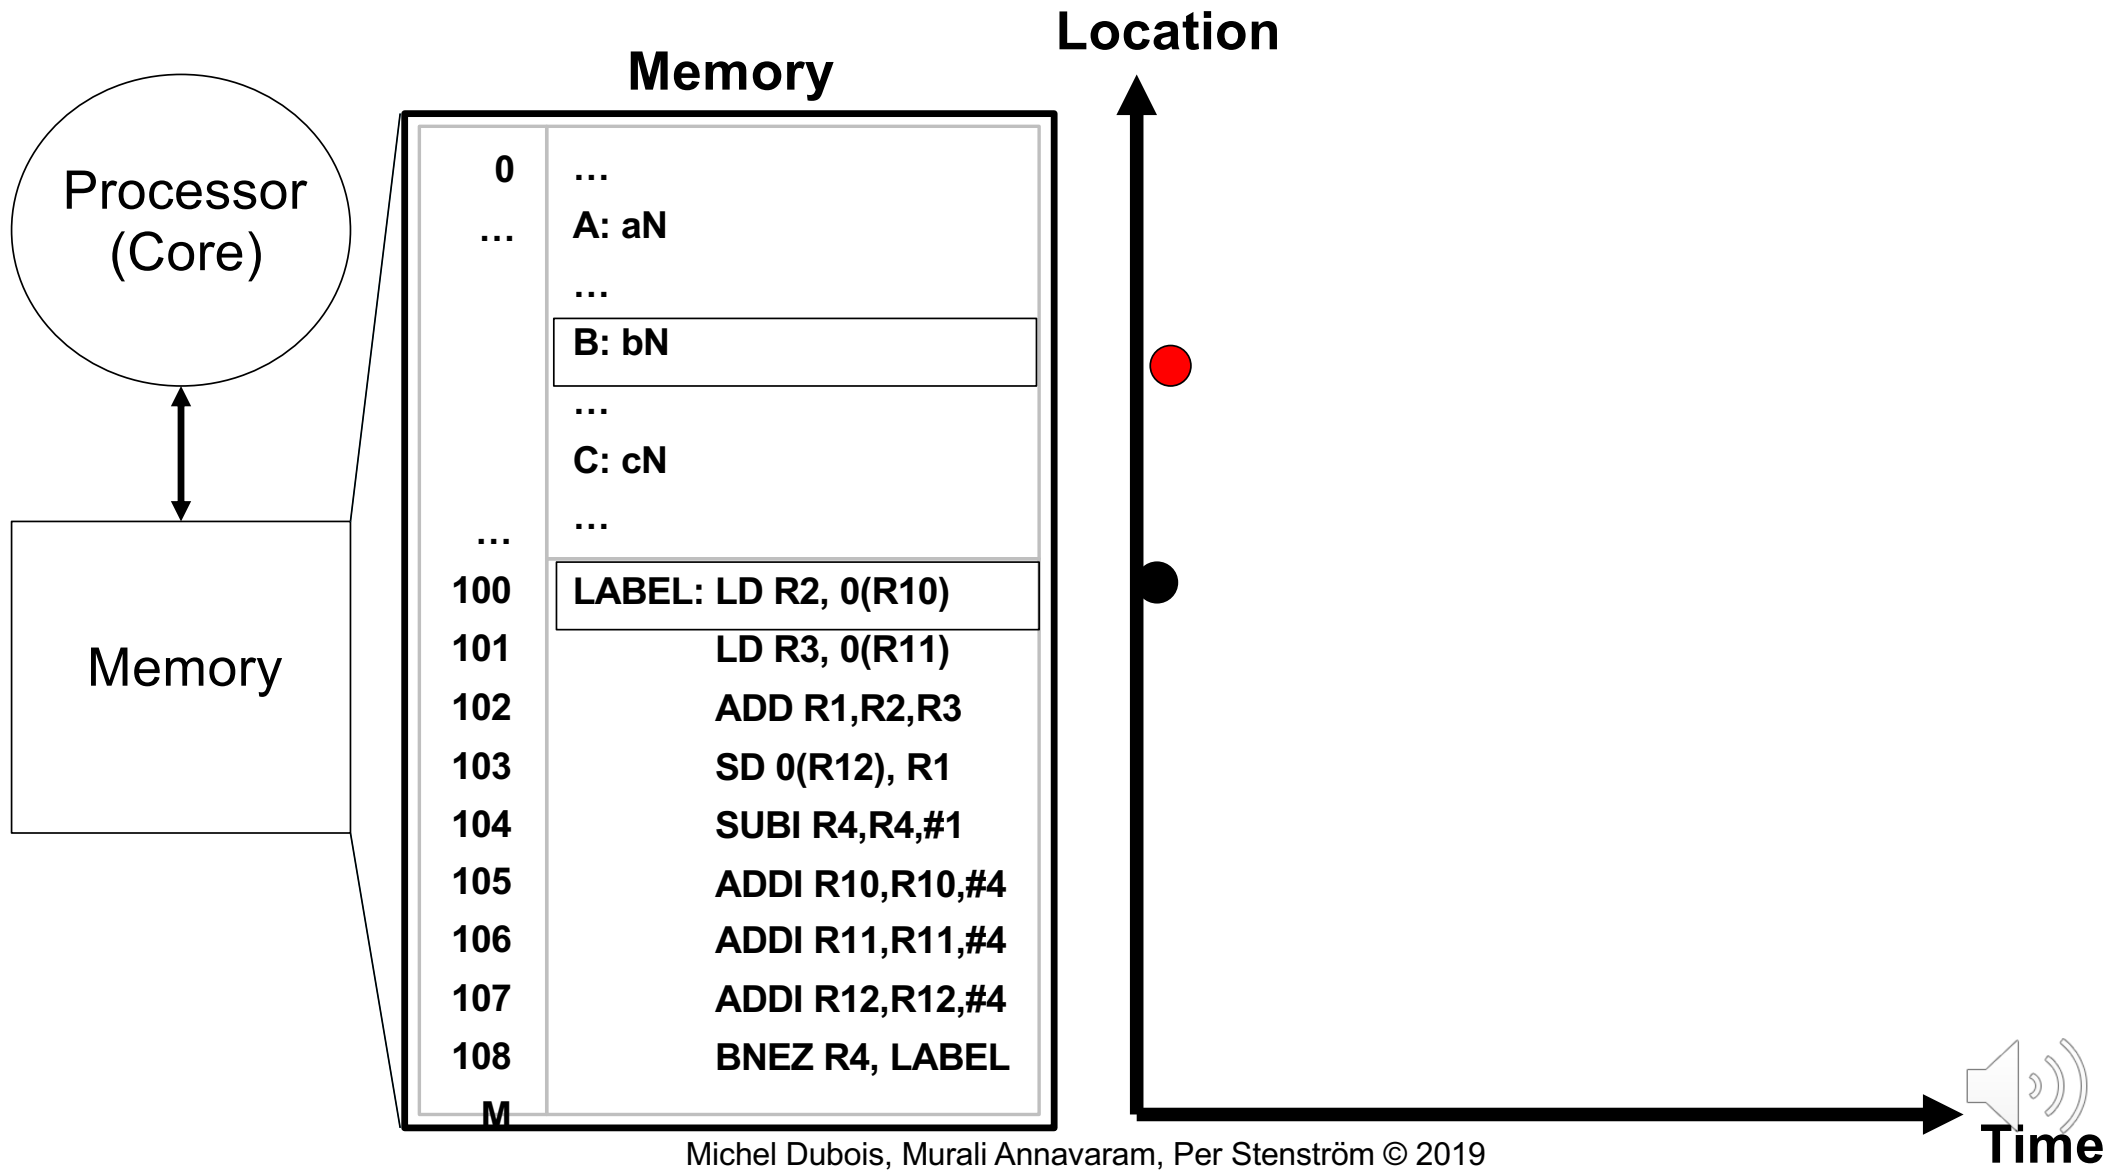 Location
Memory
Processor
(Core)
Memory
0 …
… A: aN
…
B: bN
…
C: cN
…
…
100 LABEL: LD R2, 0(R10)
101 LD R3, 0(R11)
102 ADD R1,R2,R3
103 SD 0(R12), R1
104 SUBI R4,R4,#1
105 ADDI R10,R10,#4
106 ADDI R11,R11,#4
107 ADDI R12,R12,#4
108 BNEZ R4, LABEL
M
Time
Michel Dubois, Murali Annavaram, Per Stenström © 2019